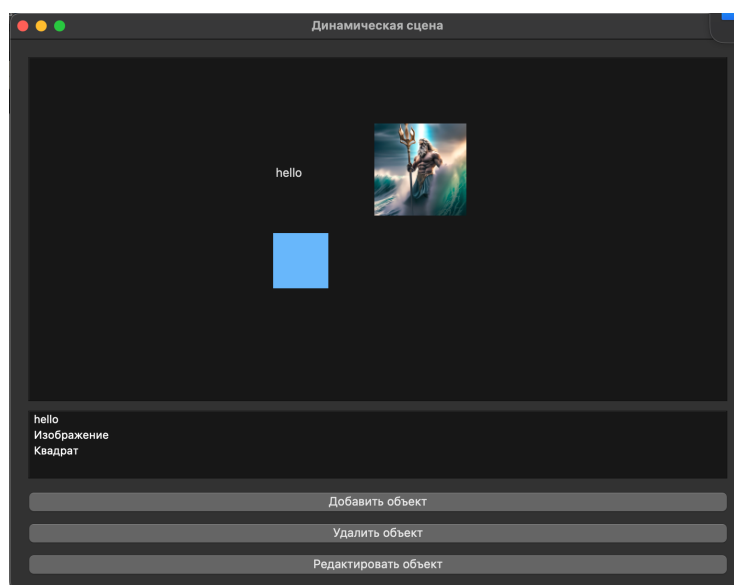 Динамическая сцена
hello
hello
Изображение
Квадрат
Добавить объект
Удалить объект
Редактировать объект